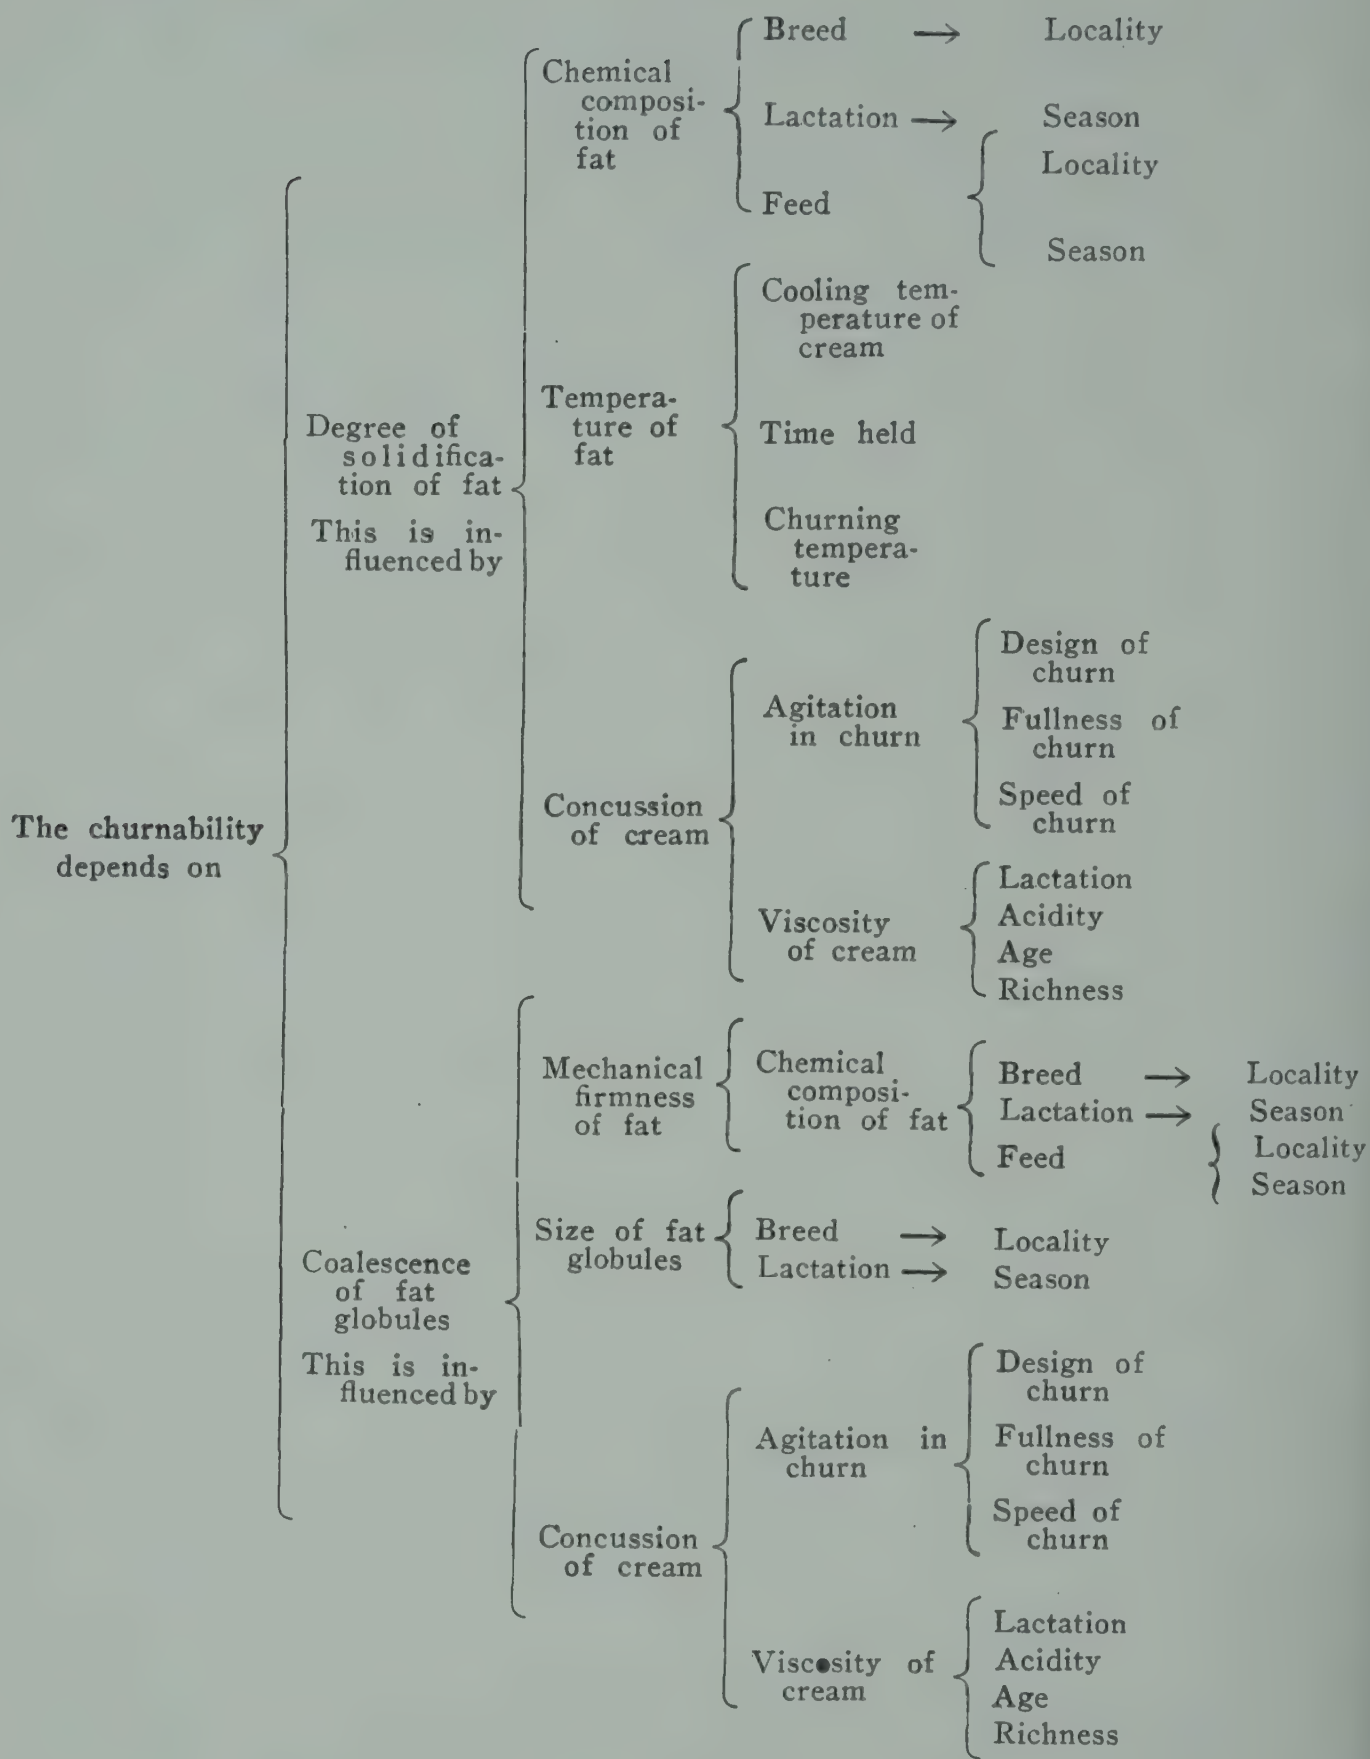 The churnability
depends on
Degree of
solidifica-
tion of fat
This is in-
fluenced by
Chemical
composi-
tion of
fat
Breed → Locality
Lactation → Season
Feed
Locality
Season
Tempera-
ture of
fat
Cooling tem-
perature of
cream
Time held
Churning
tempera-
ture
Concussion
of cream
Agitation
in churn
Design of
churn
Fullness of
churn
Speed of
churn
Viscosity
of cream
Lactation
Acidity
Age
Richness
Coalescence
of fat
globules
This is in-
fluenced by
Mechanical
firmness
of fat
Chemical
composi-
tion of fat
Breed → Locality
Lactation → Season
Feed
Locality
Season
Size of fat
globules
Breed → Locality
Lactation → Season
Concussion
of cream
Agitation in
churn
Design of
churn
Fullness of
churn
Speed of
churn
Viscosity of
cream
Lactation
Acidity
Age
Richness